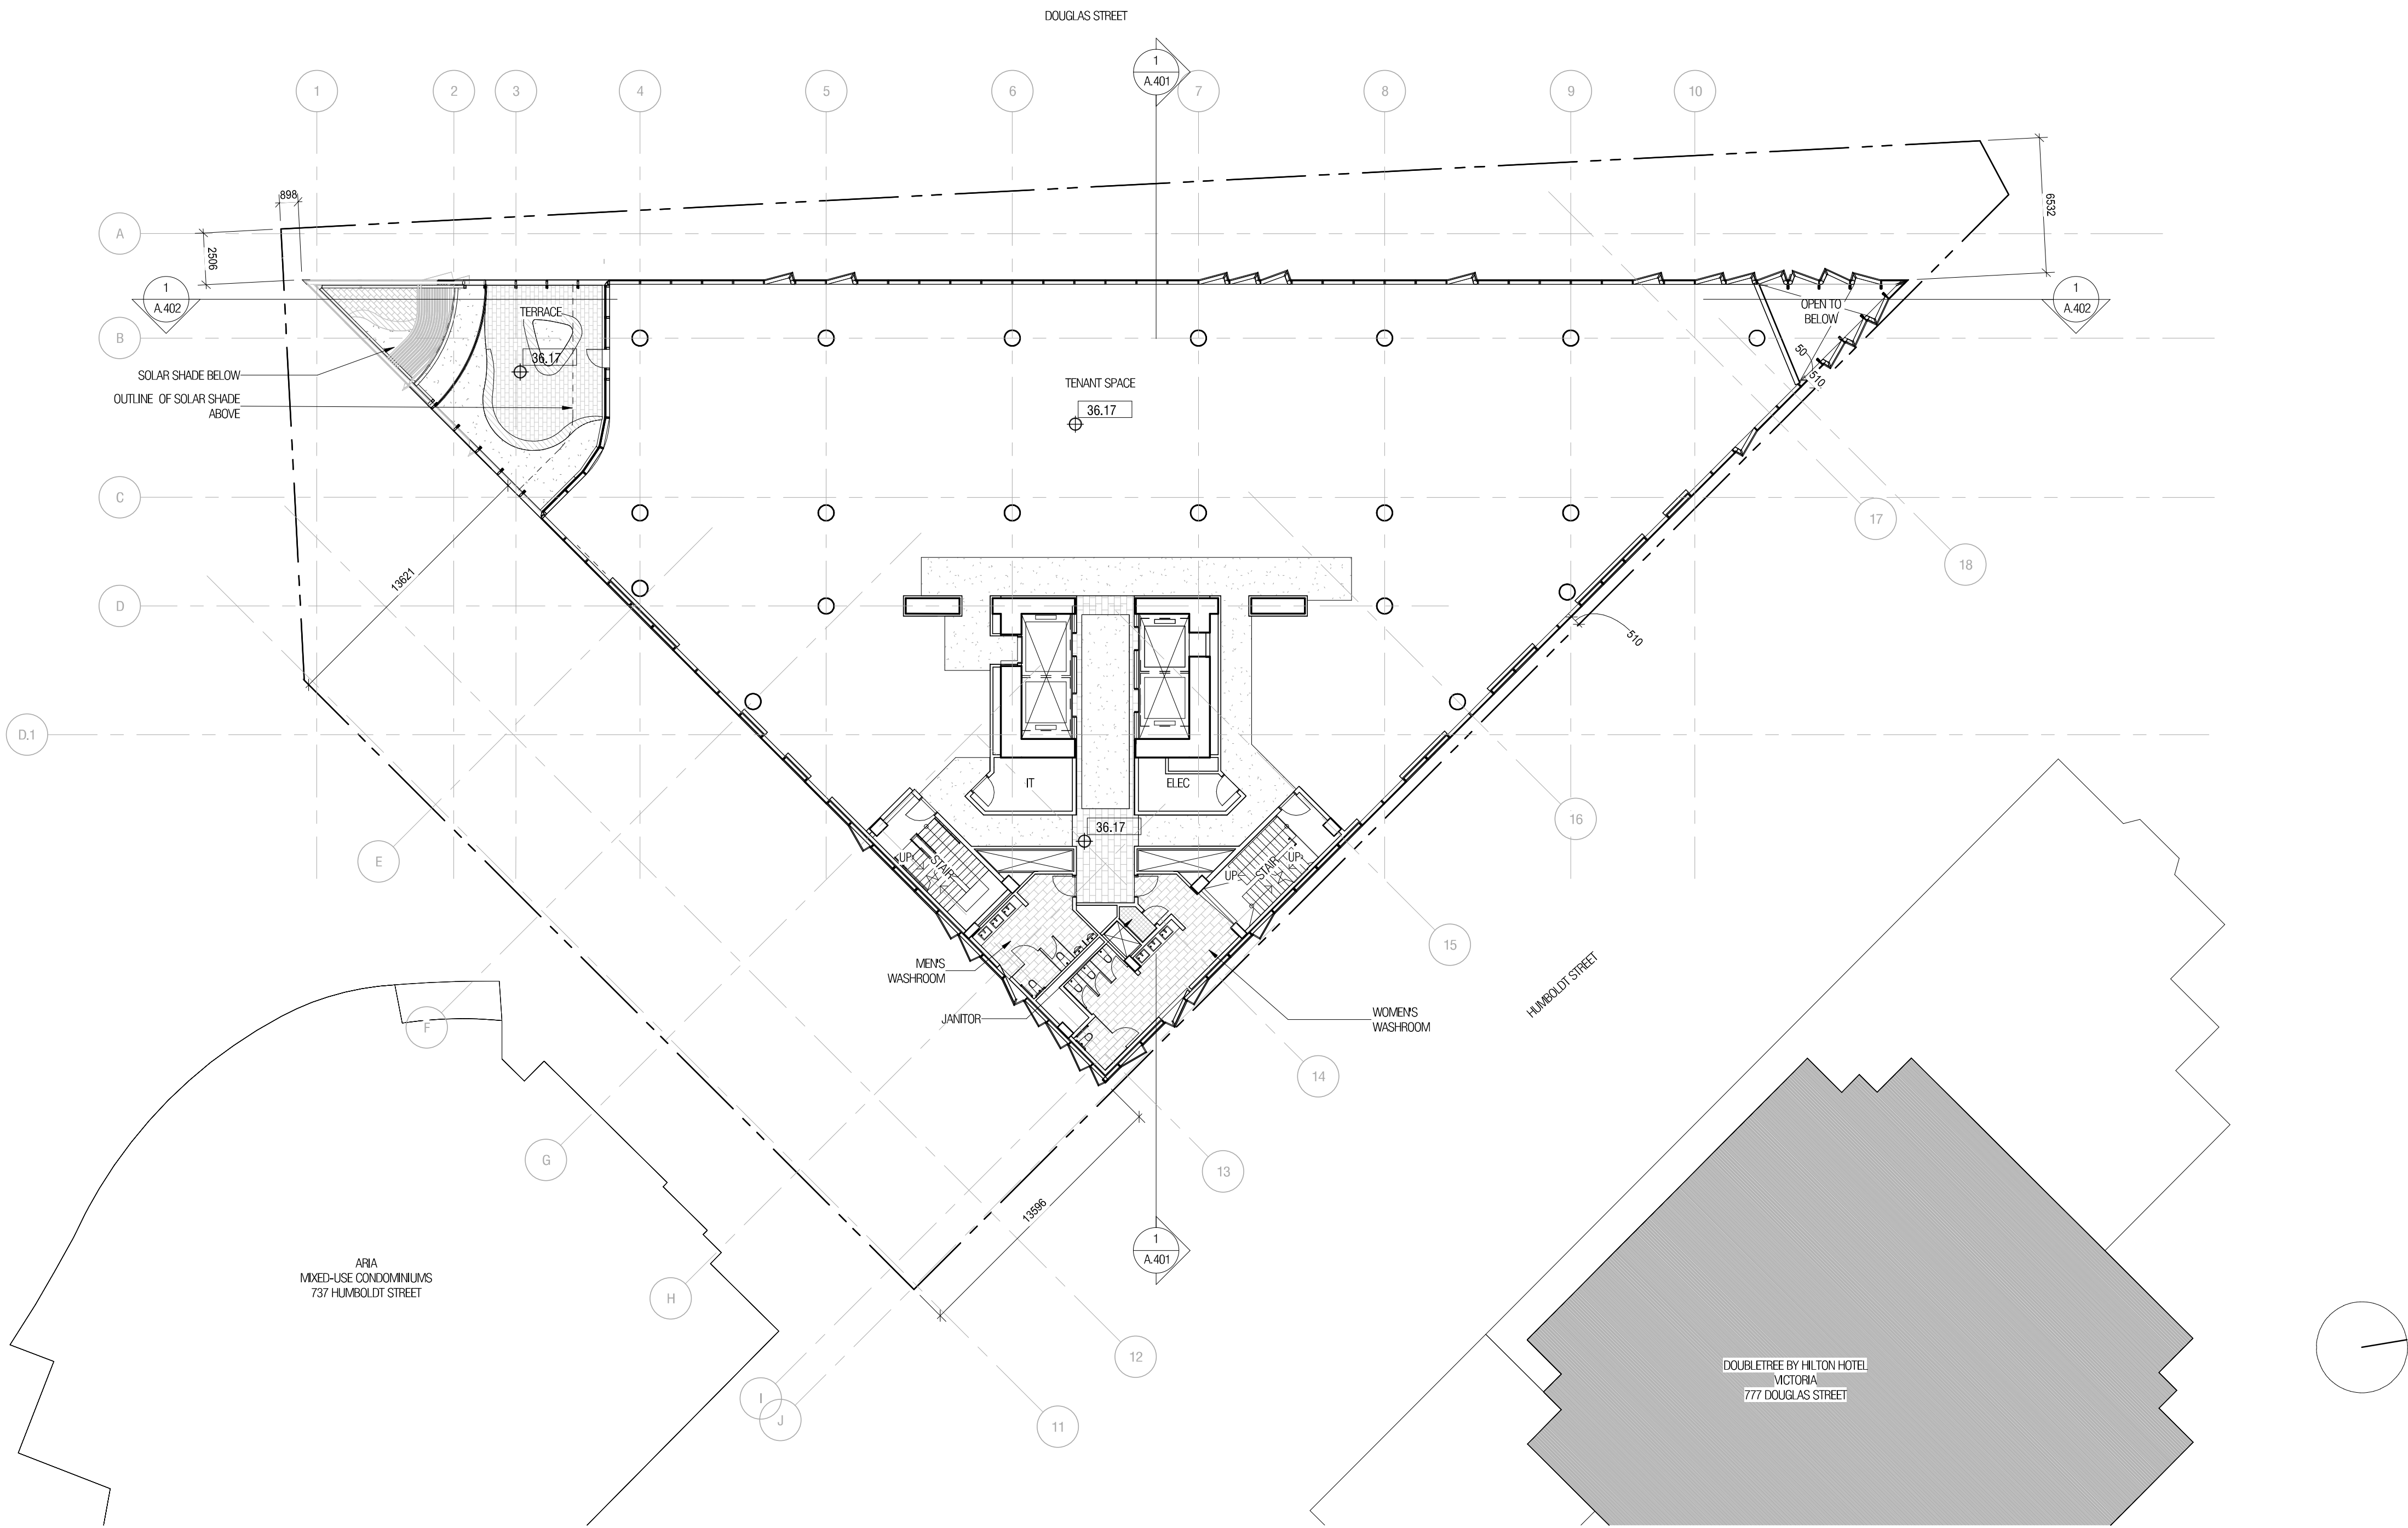 DOUGLAS STREET
1
A.401
1
2
3
4
5
6
7
8
9
10
898
6532
A
2506
1
A.402
1
A.402
OPEN TO
BELOW
TERRACE
B
36.17
50
510
SOLAR SHADE BELOW
OUTLINE OF SOLAR SHADE
ABOVE
TENANT SPACE
36.17
C
17
18
13621
D
510
D.1
IT
ELEC
16
36.17
E
UP
STAIR
UP
STAIR
UP
15
MEN'S
WASHROOM
JANITOR
WOMEN'S
WASHROOM
HUMBOLDT STREET
F
14
G
13
13596
1
A.401
ARIA
MIXED-USE CONDOMINIUMS
737 HUMBOLDT STREET
H
12
I
J
11
DOUBLETREE BY HILTON HOTEL
VICTORIA
777 DOUGLAS STREET